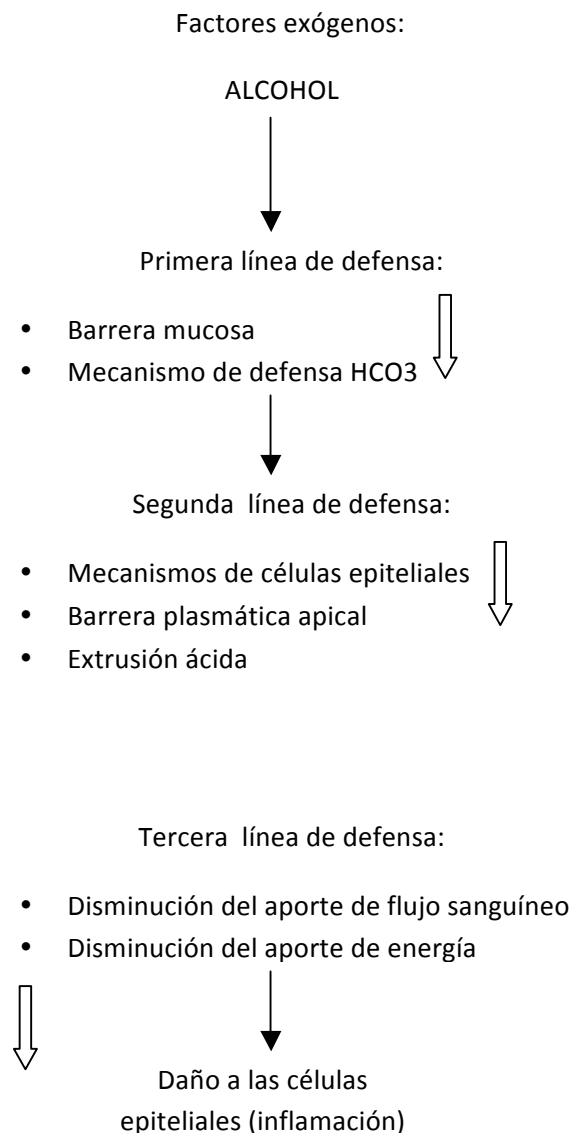 Factores exógenos:
ALCOHOL
Primera línea de defensa:
• Barrera mucosa
• Mecanismo de defensa HCO3
Segunda  línea de defensa:
• Mecanismos de células epiteliales
• Barrera plasmática apical
• Extrusión ácida
Tercera  línea de defensa:
• Disminución del aporte de flujo sanguíneo
• Disminución del aporte de energía
Daño a las células
epiteliales (inflamación)